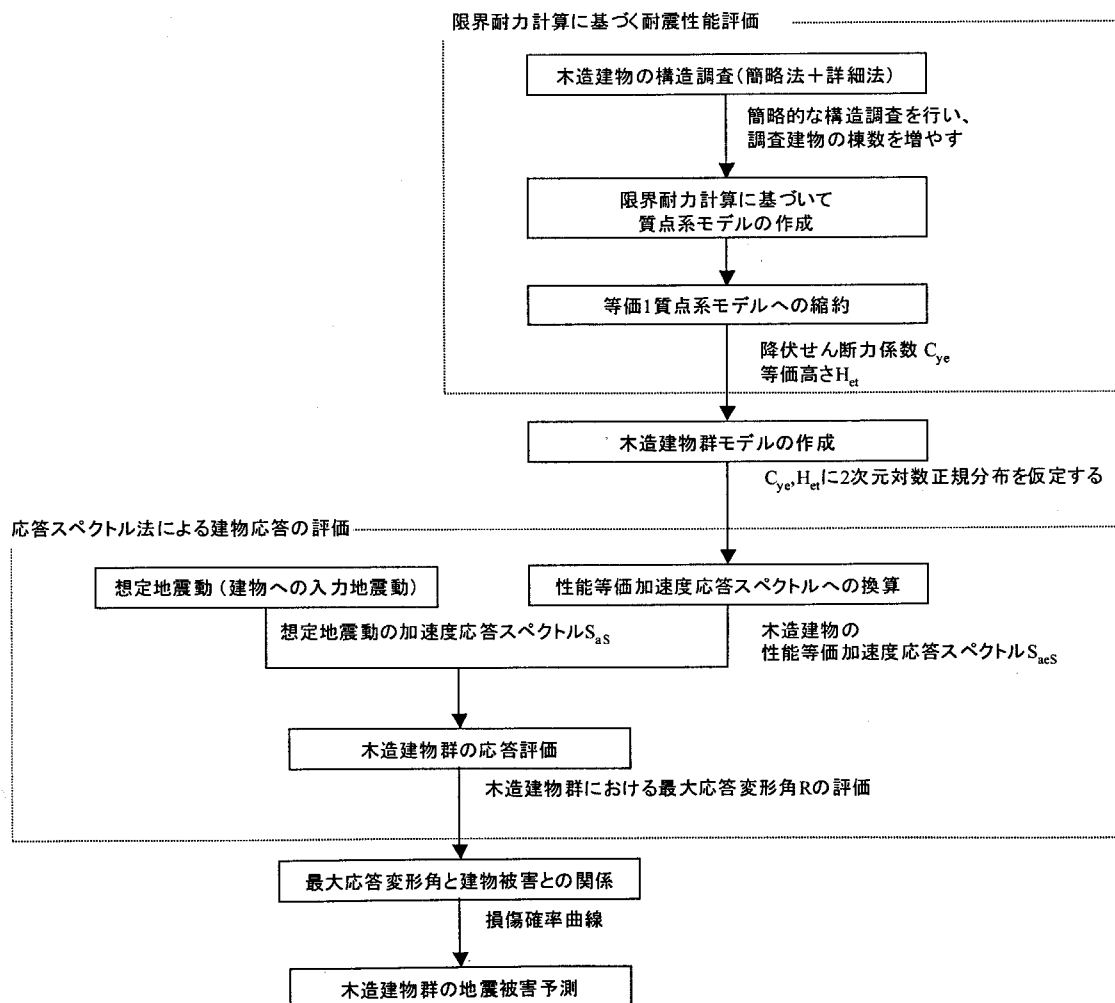 限界耐力計算に基づく耐震性能評価
木造建物の構造調査(簡略法＋詳細法)
簡略的な構造調査を行い、
調査建物の棟数を増やす
限界耐力計算に基づいて
質点系モデルの作成
等価1質点系モデルへの縮約
降伏せん断力係数 Cye
等価高さHet
木造建物群モデルの作成
Cye,Hetに2次元対数正規分布を仮定する
応答スペクトル法による建物応答の評価
想定地震動(建物への入力地震動)
性能等価加速度応答スペクトルへの換算
想定地震動の加速度応答スペクトルSaS
木造建物の
性能等価加速度応答スペクトルSaeS
木造建物群の応答評価
木造建物群における最大応答変形角Rの評価
最大応答変形角と建物被害との関係
損傷確率曲線
木造建物群の地震被害予測